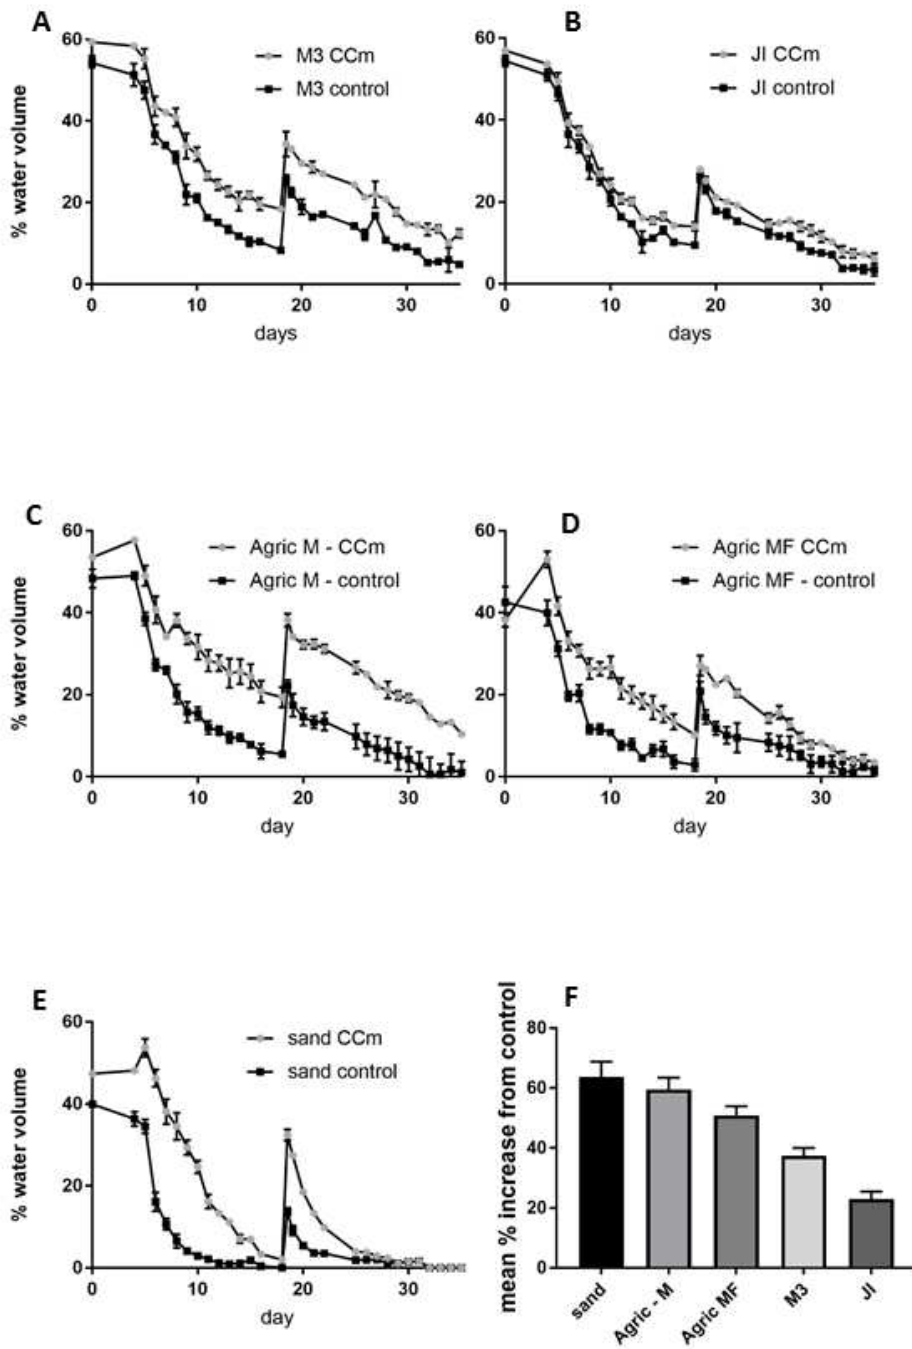 A
60
40
20
0
% water volume
M3 CCm
M3 control
0 10 20 30
days
B
60
40
20
0
JI CCm
JI control
0 10 20 30
days
C
60
40
20
0
% water volume
Agric M - CCm
Agric M - control
0 10 20 30
day
D
60
40
20
0
Agric MF CCm
Agric MF - control
0 10 20 30
day
E
60
40
20
0
% water volume
sand CCm
sand control
0 10 20 30
day
F
80
60
40
20
0
mean % increase from control
sand
Agric - M
Agric MF
M3
JI